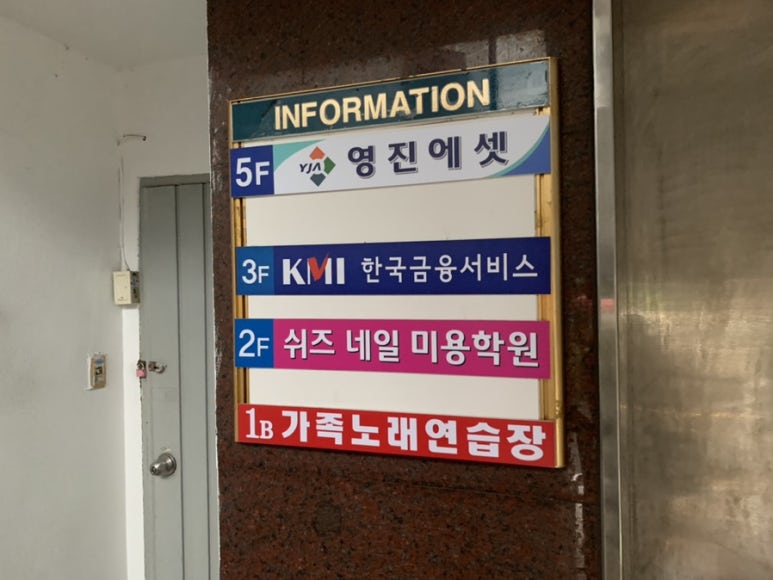 INFORMATION
5F YJA 영진에셋
3F KMI 한국금융서비스
2F 쉬즈 네일 미용학원
1B 가족노래연습장